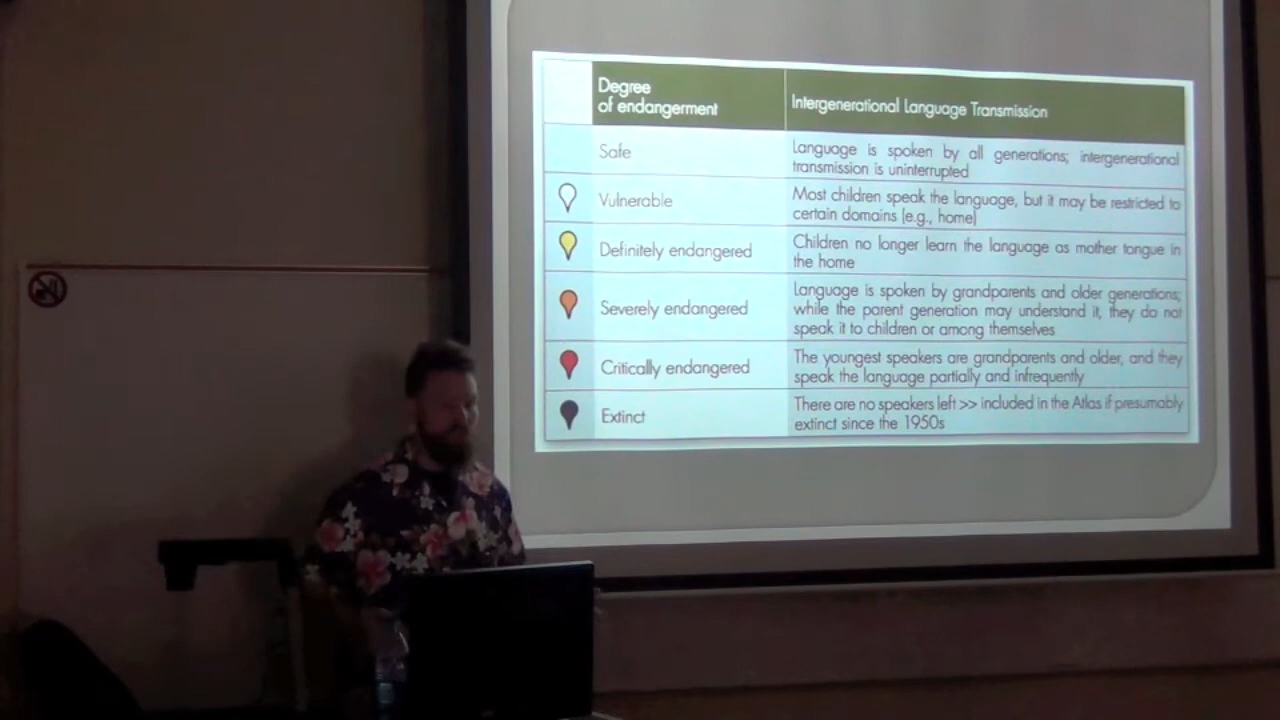 Degree
of endangerment
Intergenerational Language Transmission
Safe
Language is spoken by all generations; intergenerational
transmission is uninterrupted
Vulnerable
Most children speak the language, but it may be restricted to
certain domains (e.g., home)
Definitely endangered
Children no longer learn the language as mother tongue in
the home
Severely endangered
Language is spoken by grandparents and older generations;
while the parent generation may understand it, they do not
speak it to children or among themselves
Critically endangered
The youngest speakers are grandparents and older, and they
speak the language partially and infrequently
Extinct
There are no speakers left >> included in the Atlas if presumably
extinct since the 1950s